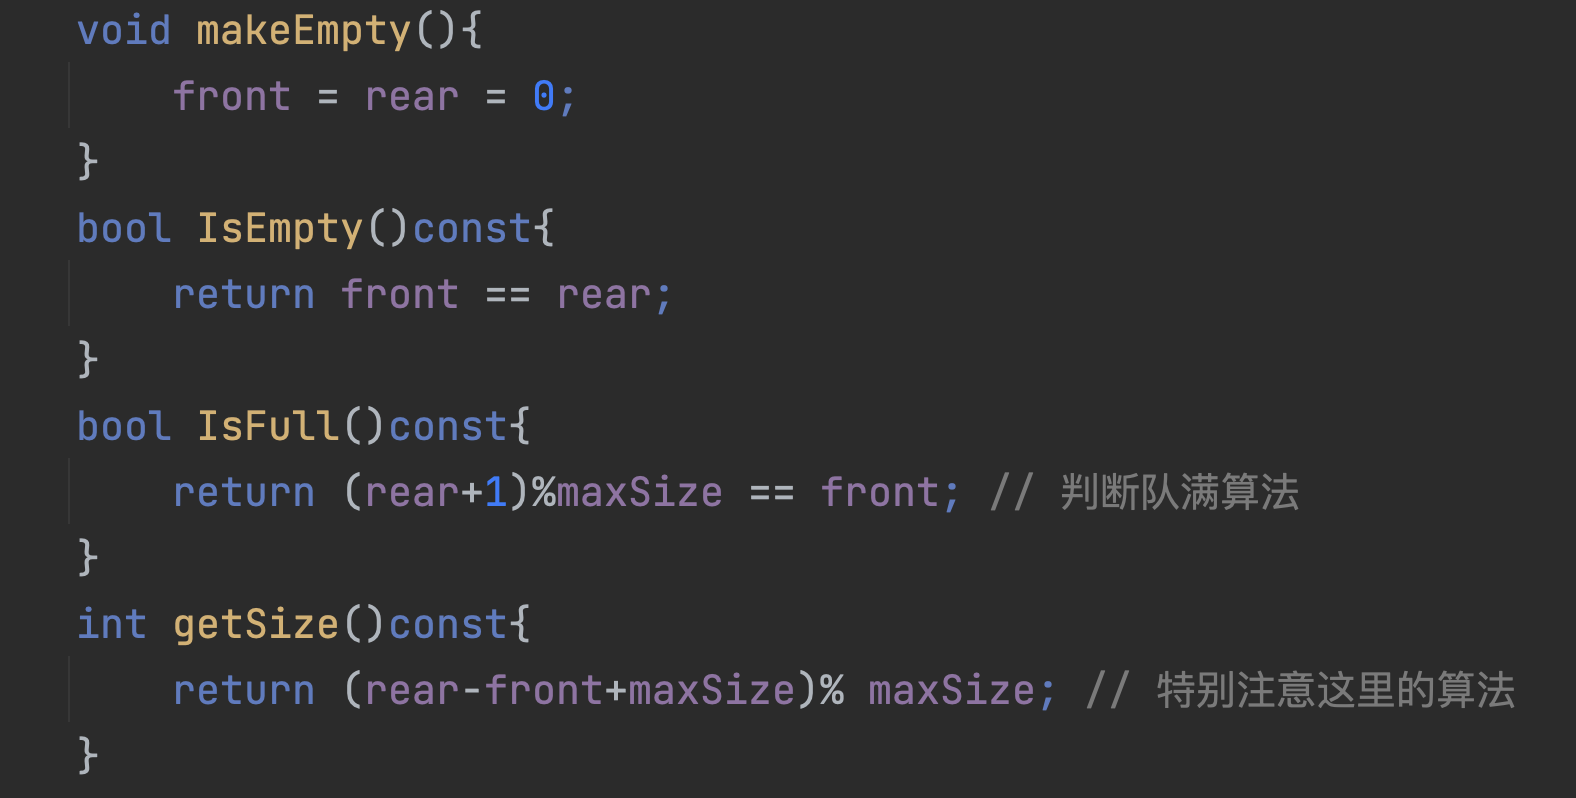 void makeEmpty(){
    front = rear = 0;
}
bool IsEmpty()const{
    return front == rear;
}
bool IsFull()const{
    return (rear+1)%maxSize == front; // 判断队满算法
}
int getSize()const{
    return (rear-front+maxSize)% maxSize; // 特别注意这里的算法
}